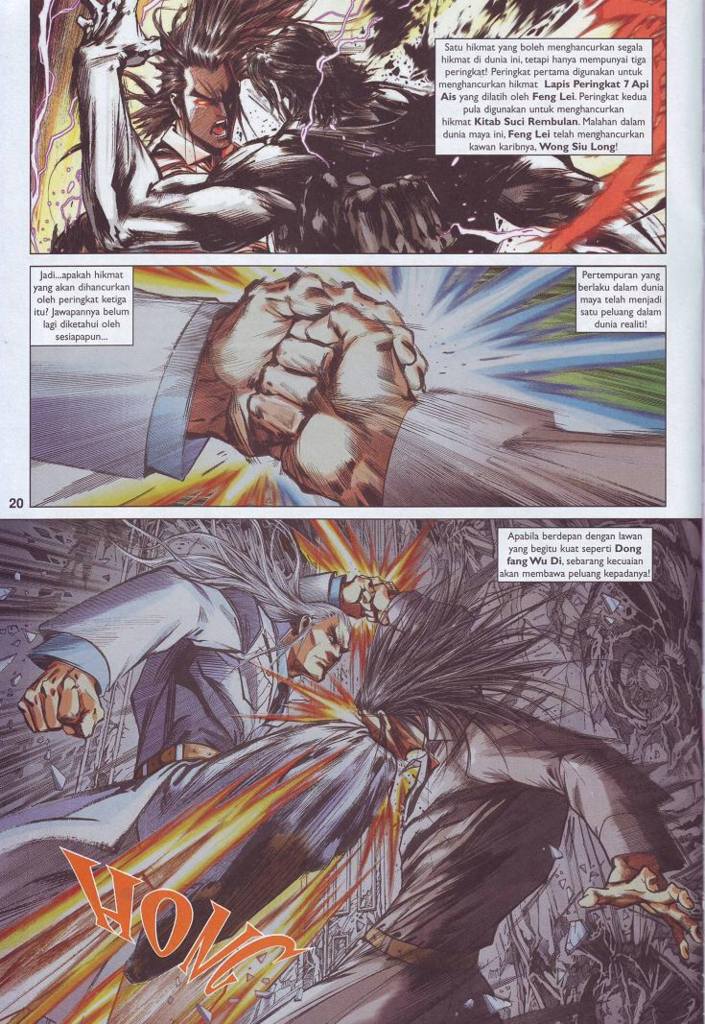 Satu hikmat yang boleh menghancurkan segala
hikmat di dunia ini, tetapi hanya mempunyai tiga
peringkat! Peringkat pertama digunakan untuk
menghancurkan hikmat Lapis Peringkat 7 Api
Ais yang dilatih oleh Feng Lei. Peringkat kedua
pula digunakan untuk menghancurkan
hikmat Kitab Suci Rembulan. Malahan dalam
dunia maya ini, Feng Lei telah menghancurkan
kawan karibnya, Wong Siu Long!
Jadi...apakah hikmat
yang akan dihancurkan
oleh peringkat ketiga
itu? Jawapannya belum
lagi diketahui oleh
sesiapapun...
Pertempuran yang
berlaku dalam dunia
maya telah menjadi
satu peluang dalam
dunia realiti!
20
Apabila berdepan dengan lawan
yang begitu kuat seperti Dong
fang Wu Di, sebarang kecuaian
akan membawa peluang kepadanya!
HONG